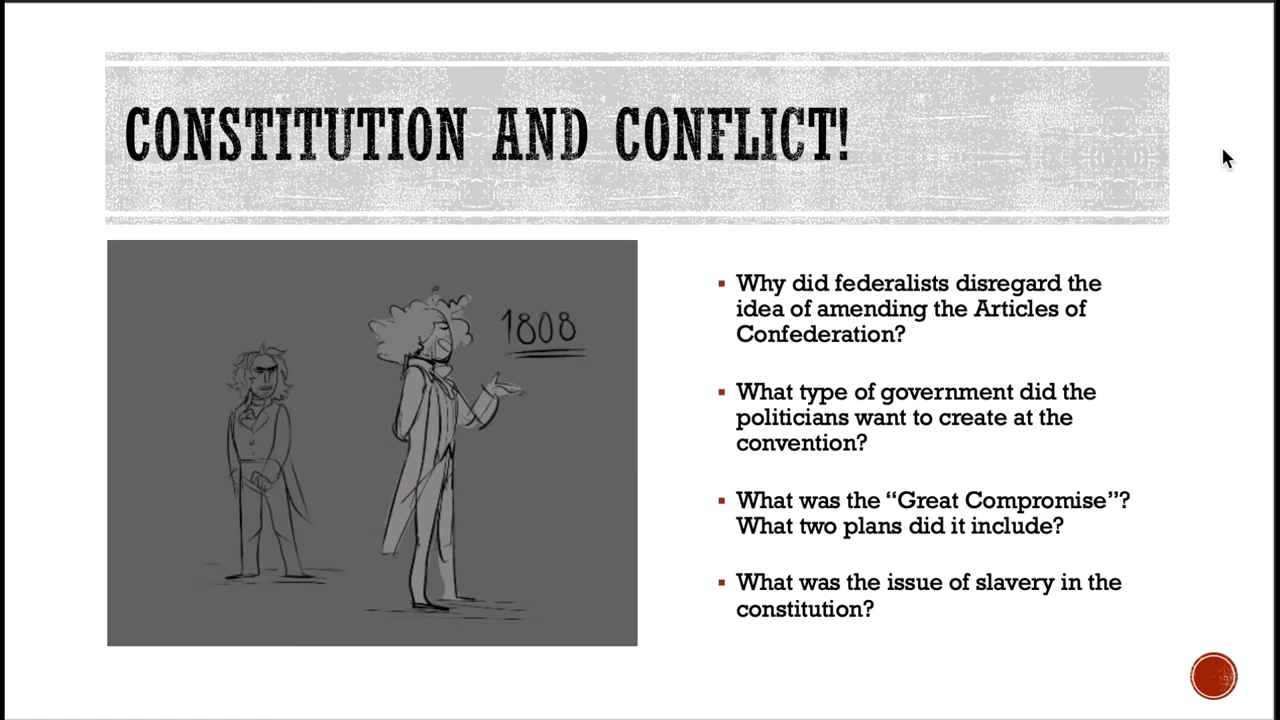 CONSTITUTION AND CONFLICT!
1808
Why did federalists disregard the
idea of amending the Articles of
Confederation?
What type of government did the
politicians want to create at the
convention?
What was the “Great Compromise”?
What two plans did it include?
What was the issue of slavery in the
constitution?